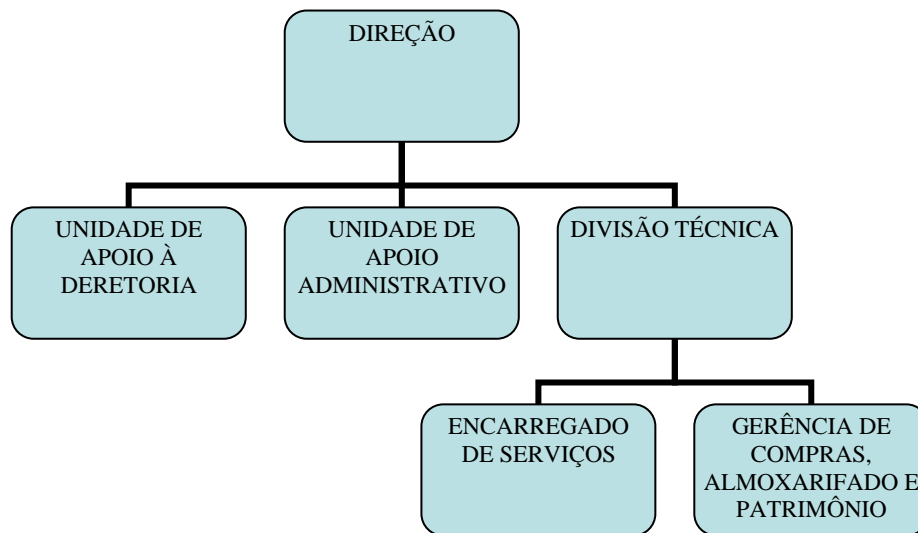 DIREÇÃO
UNIDADE DE
APOIO À
DERETORIA
UNIDADE DE
APOIO
ADMINISTRATIVO
DIVISÃO TÉCNICA
ENCARREGADO
DE SERVIÇOS
GERÊNCIA DE
COMPRAS,
ALMOXARIFADO E
PATRIMÔNIO